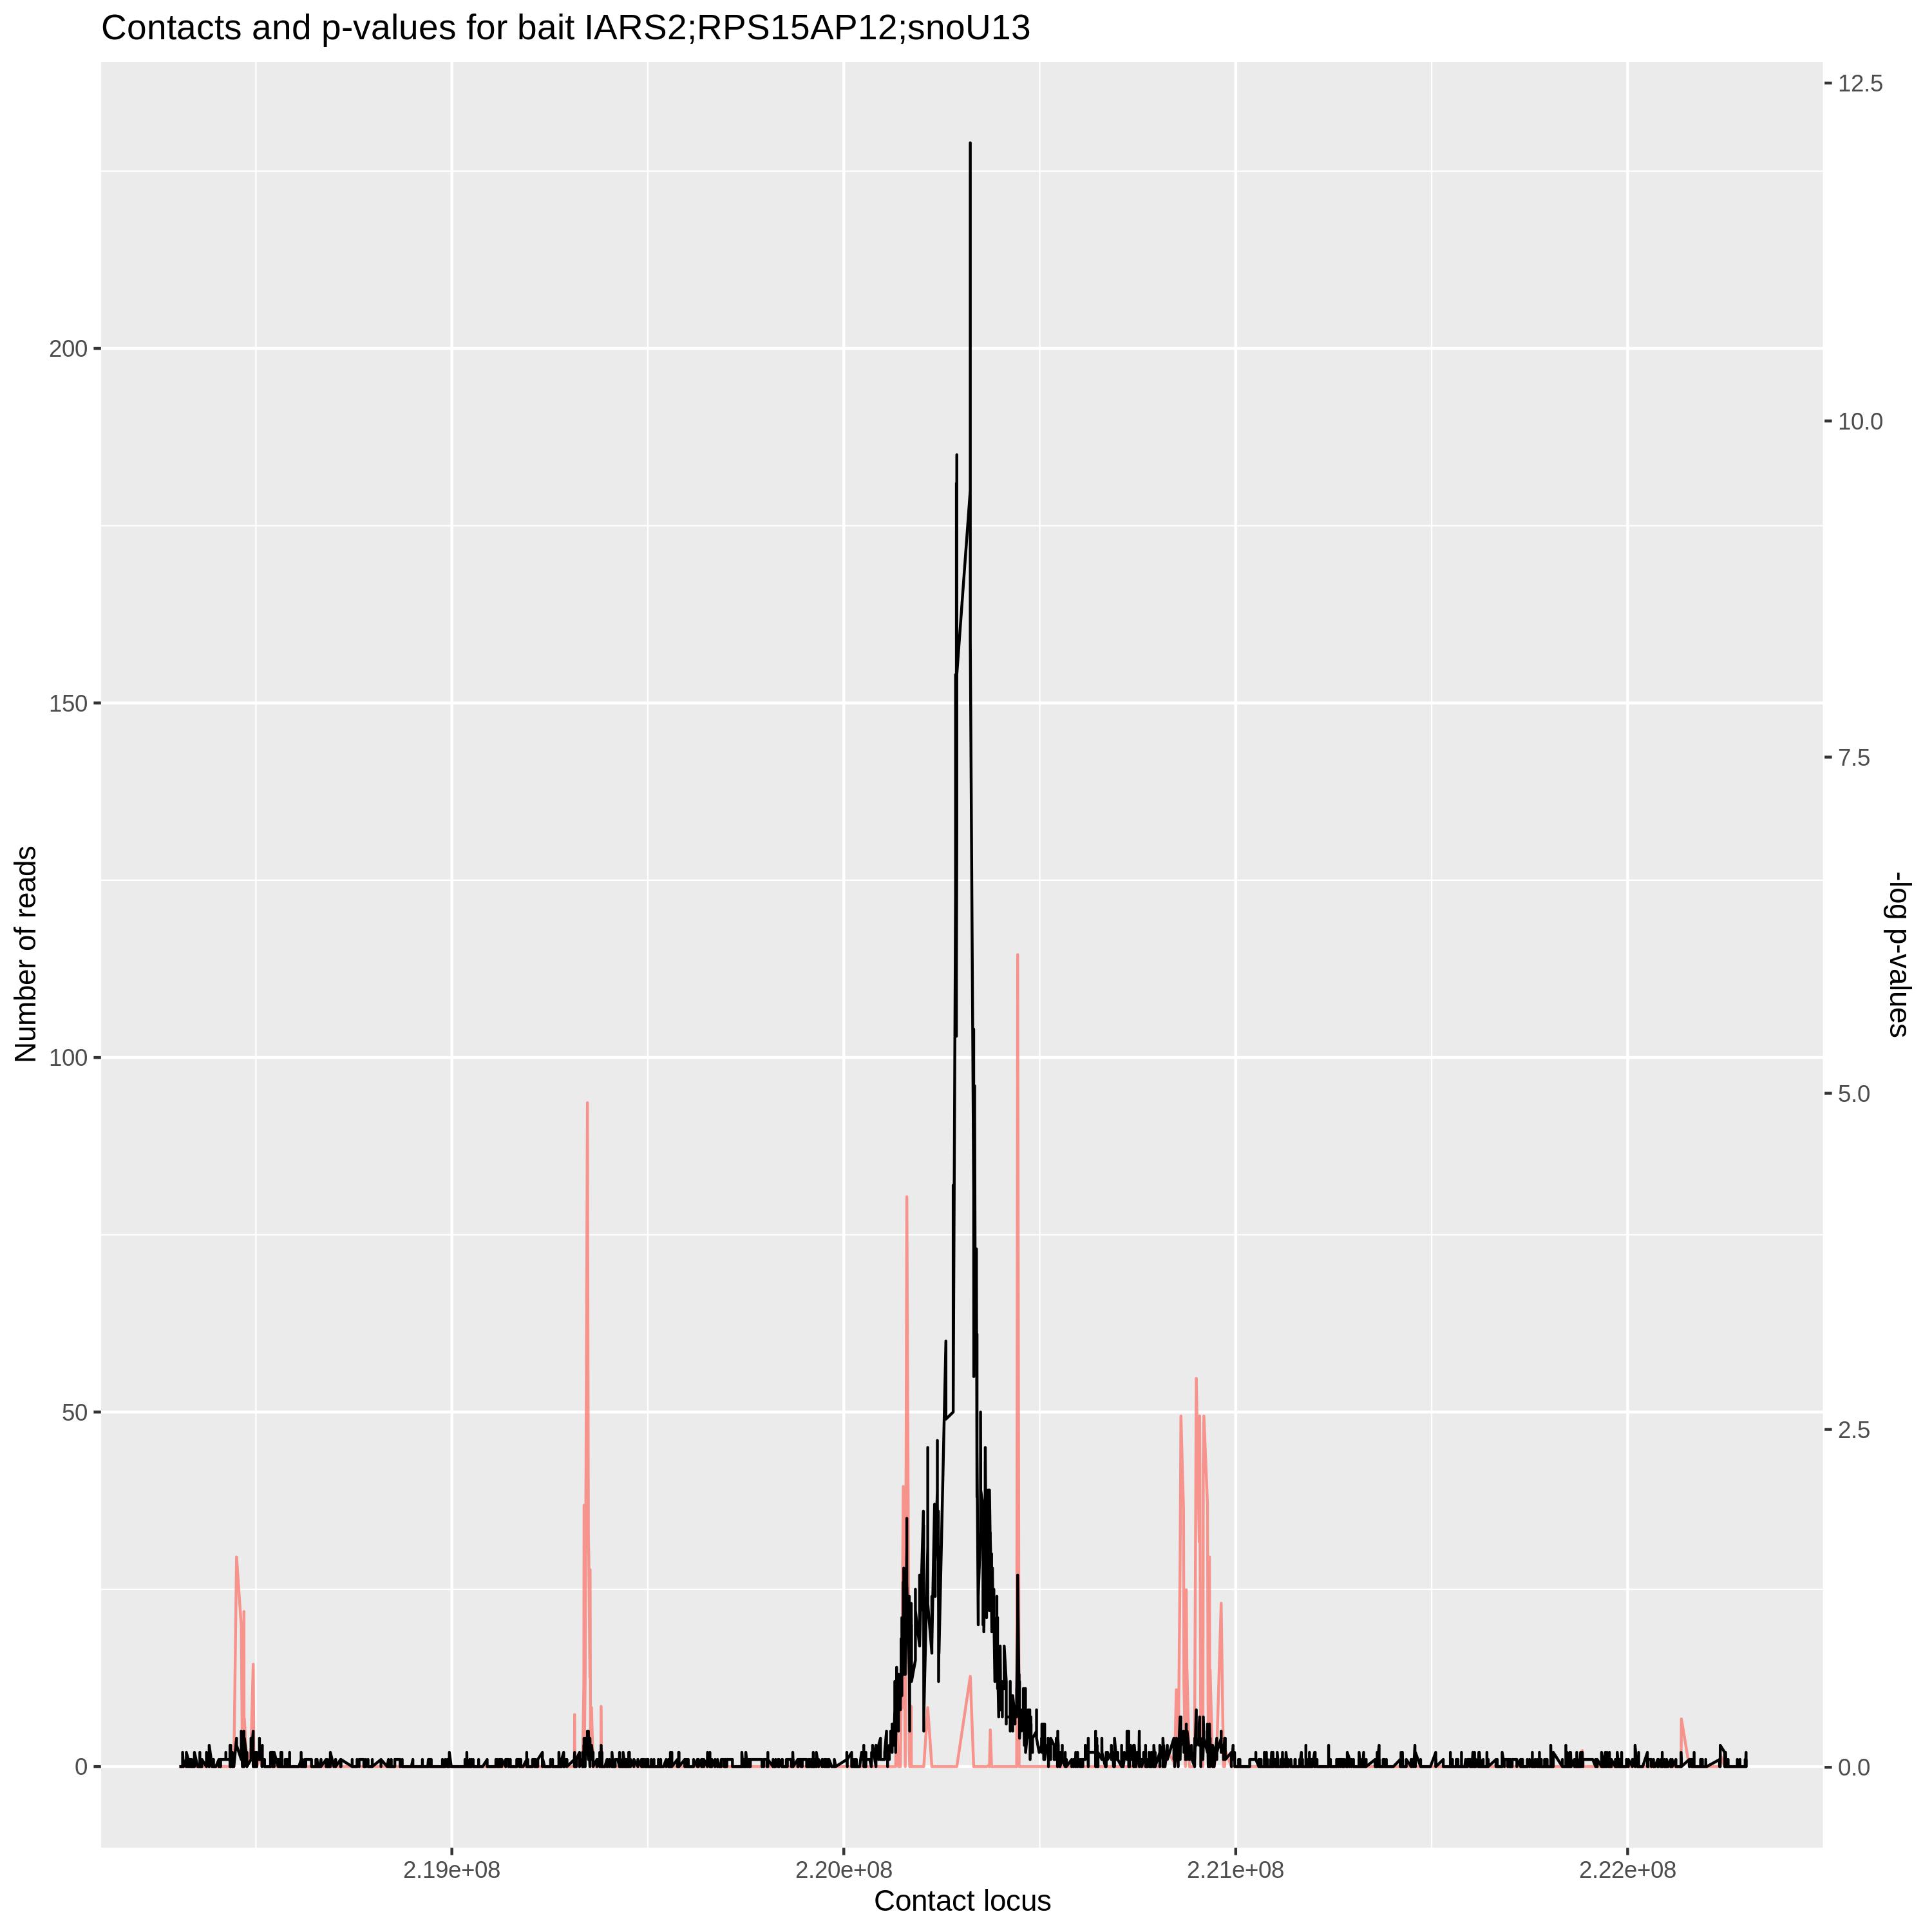 Contacts and p-values for bait IARS2;RPS15AP12;snoU13
12.5
10.0
7.5
5.0
2.5
0.0
200
150
100
50
0
Number of reads
-log p-values
2.19e+08
2.20e+08
2.21e+08
2.22e+08
Contact locus